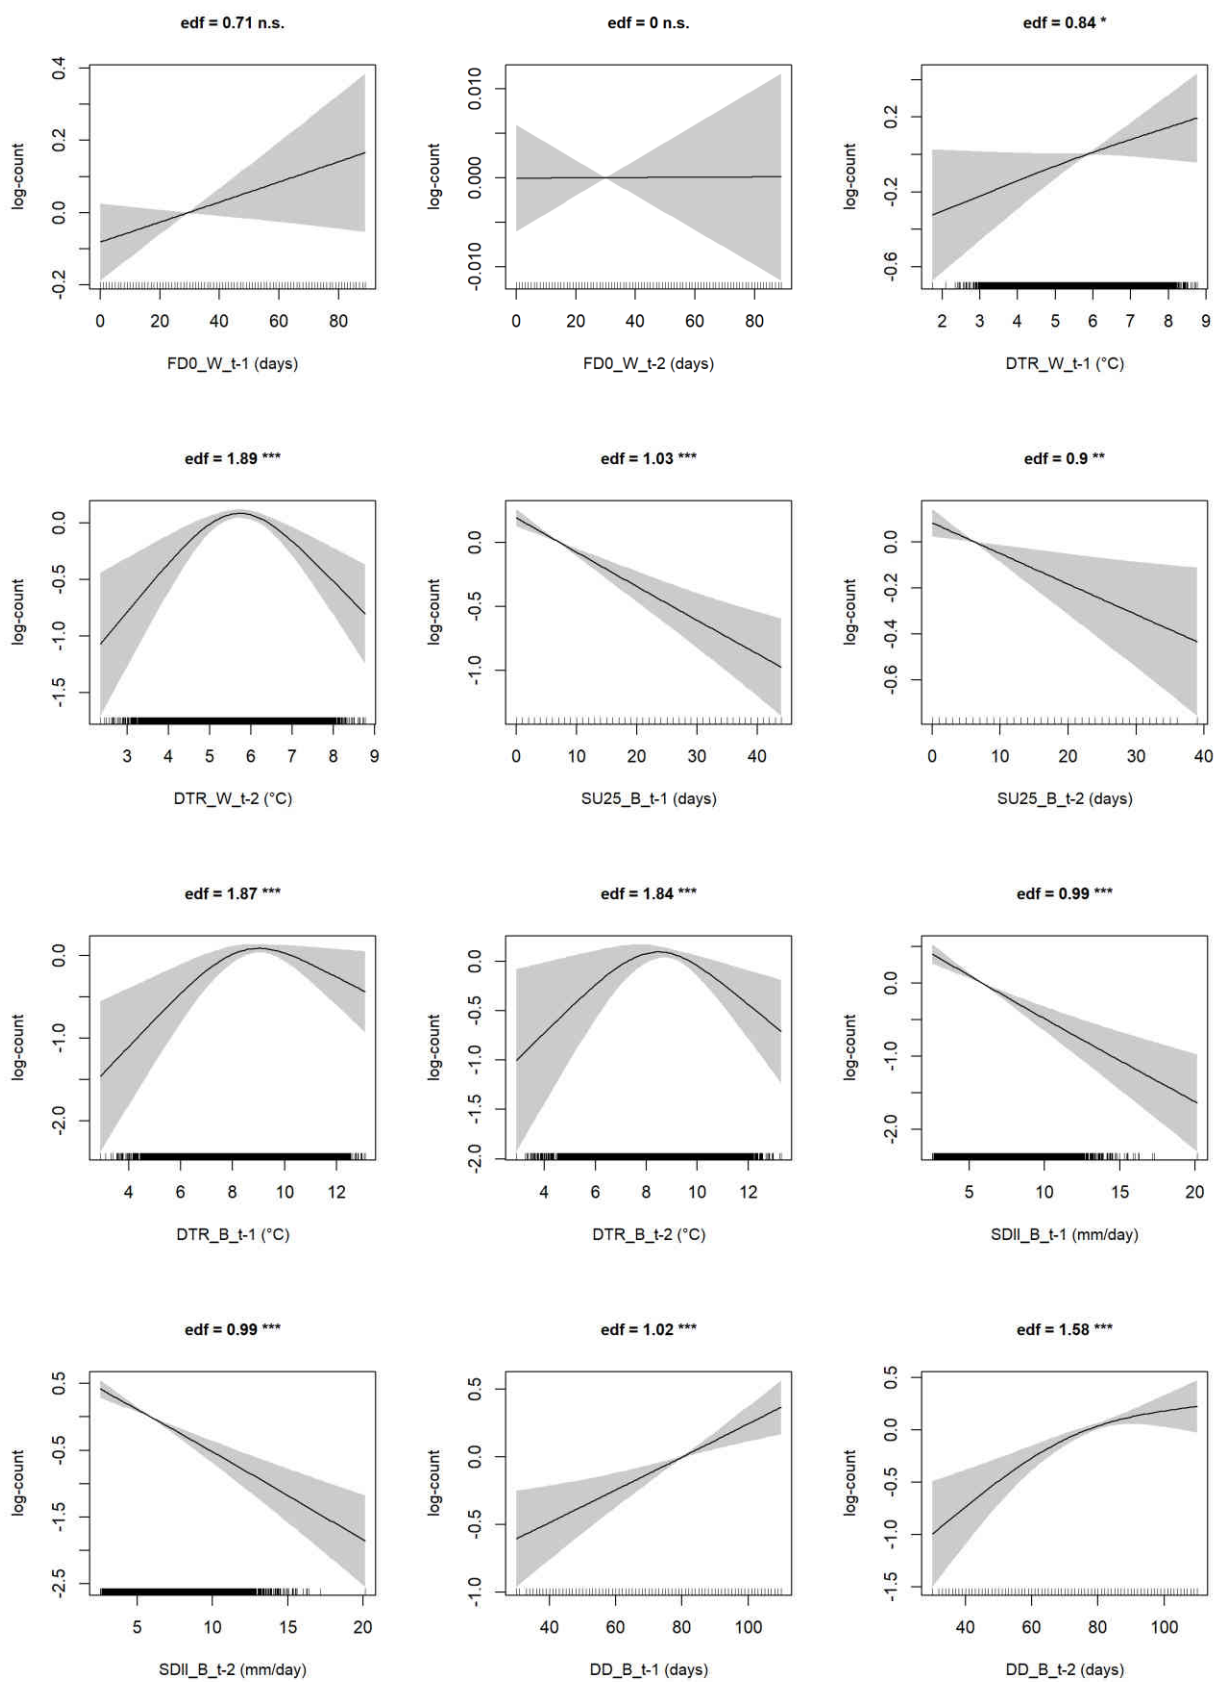 edf = 0.71 n.s.
edf = 0 n.s.
edf = 0.84 *
log-count
-0.2 0.0 0.2 0.4
0 20 40 60 80
FD0_W_t-1 (days)
log-count
-0.010 0.000 0.010
0 20 40 60 80
FD0_W_t-2 (days)
log-count
-0.6 -0.2 0.2
2 3 4 5 6 7 8 9
DTR_W_t-1 (°C)
edf = 1.89 ***
edf = 1.03 ***
edf = 0.9 **
log-count
-1.5 -1.0 -0.5 0.0
3 4 5 6 7 8 9
DTR_W_t-2 (°C)
log-count
-1.0 -0.5 0.0
0 10 20 30 40
SU25_B_t-1 (days)
log-count
-0.6 -0.4 -0.2 0.0
0 10 20 30 40
SU25_B_t-2 (days)
edf = 1.87 ***
edf = 1.84 ***
edf = 0.99 ***
log-count
-2.0 -1.0 0.0
4 6 8 10 12
DTR_B_t-1 (°C)
log-count
-2.0 -1.5 -1.0 -0.5 0.0
4 6 8 10 12
DTR_B_t-2 (°C)
log-count
-2.0 -1.0 0.0
5 10 15 20
SDII_B_t-1 (mm/day)
edf = 0.99 ***
edf = 1.02 ***
edf = 1.58 ***
log-count
-2.5 -1.5 -0.5 0.5
5 10 15 20
SDII_B_t-2 (mm/day)
log-count
-1.0 -0.5 0.0 0.5
40 60 80 100
DD_B_t-1 (days)
log-count
-1.5 -1.0 -0.5 0.0 0.5
40 60 80 100
DD_B_t-2 (days)